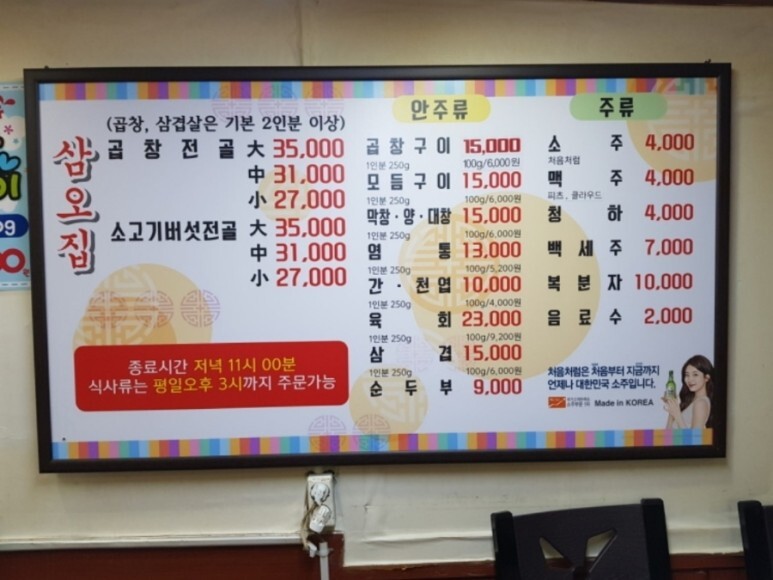 삼오집
(곱창, 삼겹살은 기본 2인분 이상)
곱창전골 大 35,000
中 31,000
小 27,000
소고기버섯전골 大 35,000
中 31,000
小 27,000
종료시간 저녁 11시 00분
식사류는 평일오후 3시까지 주문가능
안주류
곱창구이 15,000
1인분 250g 100g/6,000원
모듬구이 15,000
1인분 250g 100g/6,000원
막창·양·대창 15,000
1인분 250g 100g/6,000원
염통 13,000
1인분 250g 100g/5,200원
간·천엽 10,000
1인분 250g 100g/4,000원
육회 23,000
1인분 250g 100g/9,200원
삼겹 15,000
1인분 250g 100g/6,000원
순두부 9,000
주류
소주 4,000
처음처럼
맥주 4,000
피츠, 클라우드
청하 4,000
백세주 7,000
복분자 10,000
음료수 2,000
처음처럼은 처음부터 지금까지
언제나 대한민국 소주입니다.
Made in KOREA